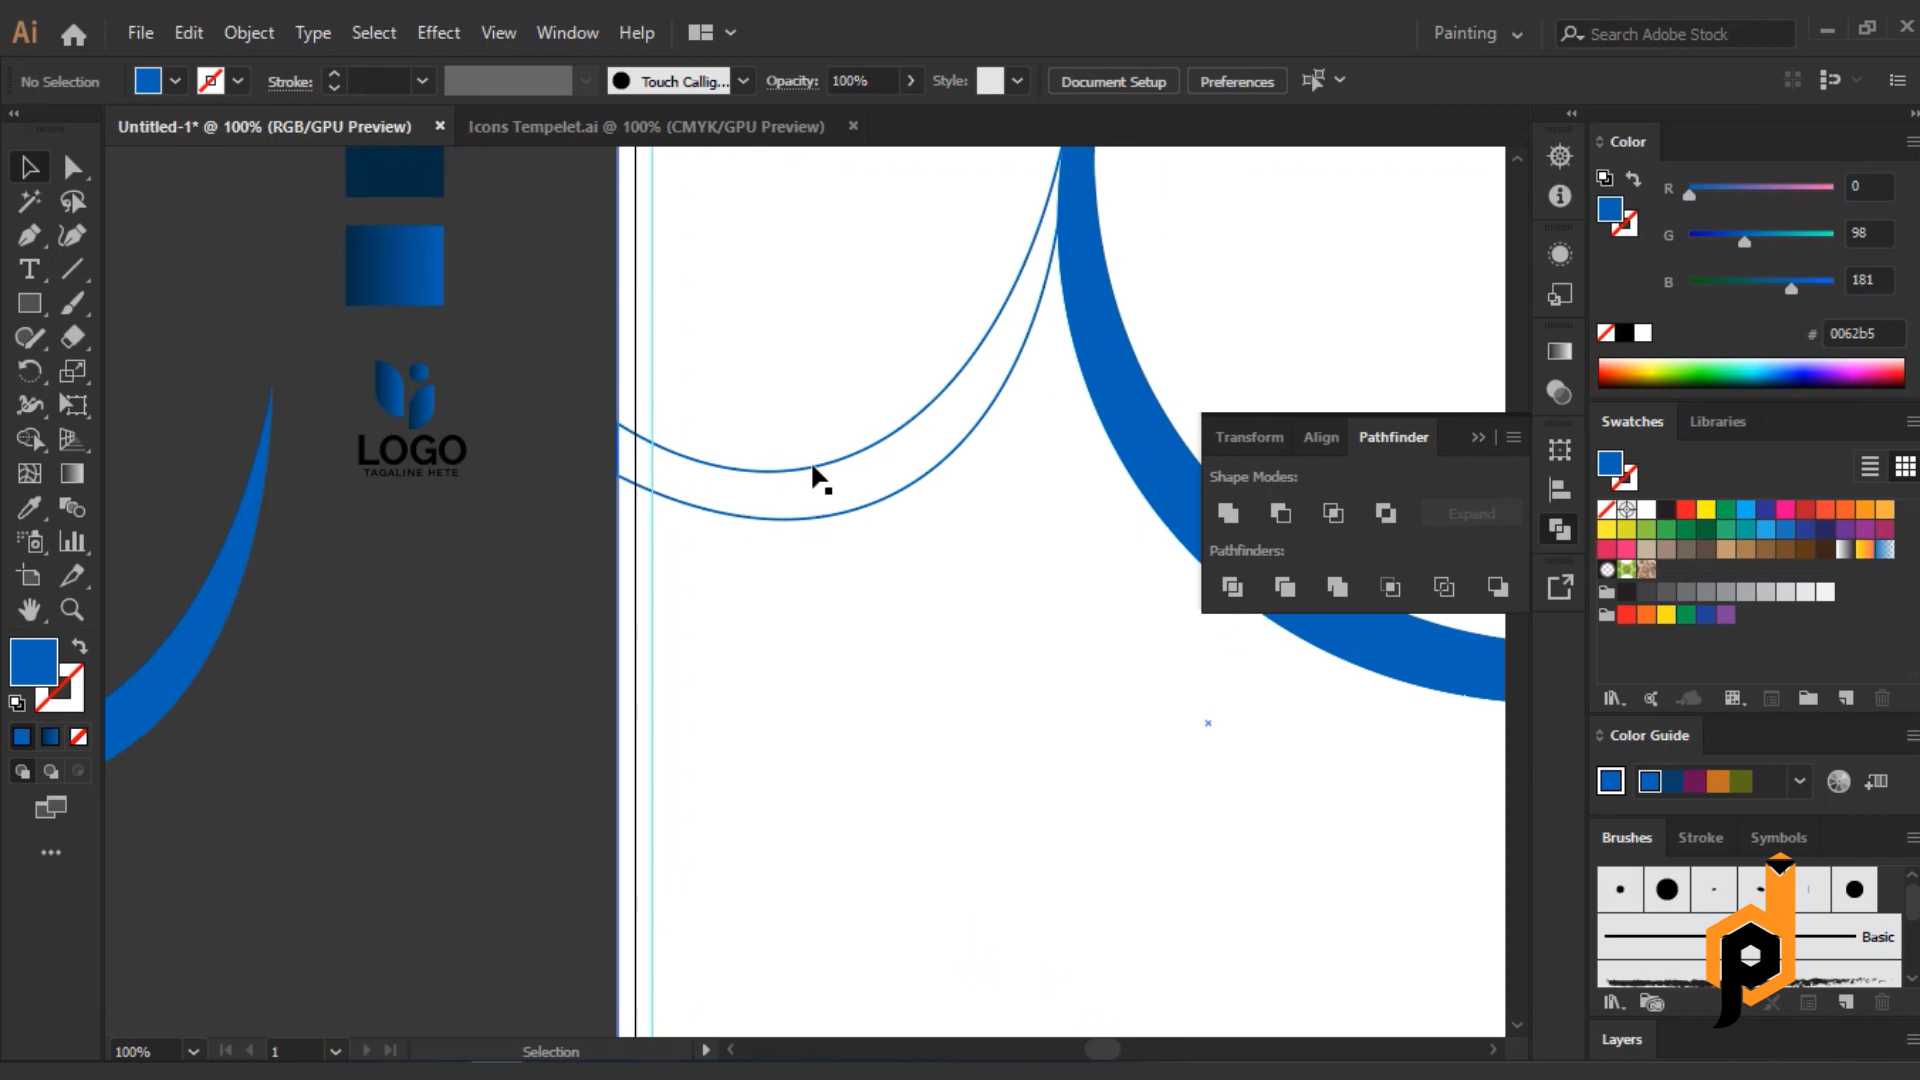 Ai File Edit Object Type Select Effect View Window Help Painting Search Adobe Stock
No Selection Stroke: Touch Callig... Opacity: 100% Style: Document Setup Preferences
Untitled-1* @ 100% (RGB/GPU Preview) × Icons Tempelet.ai @ 100% (CMYK/GPU Preview) ×
Color
R 0
G 98
B 181
# 0062b5
Swatches Libraries
LOGO
TAGALINE HETE
Transform Align Pathfinder
Shape Modes:
Expand
Pathfinders:
Color Guide
Brushes Stroke Symbols
Basic
Layers
100% 1 Selection